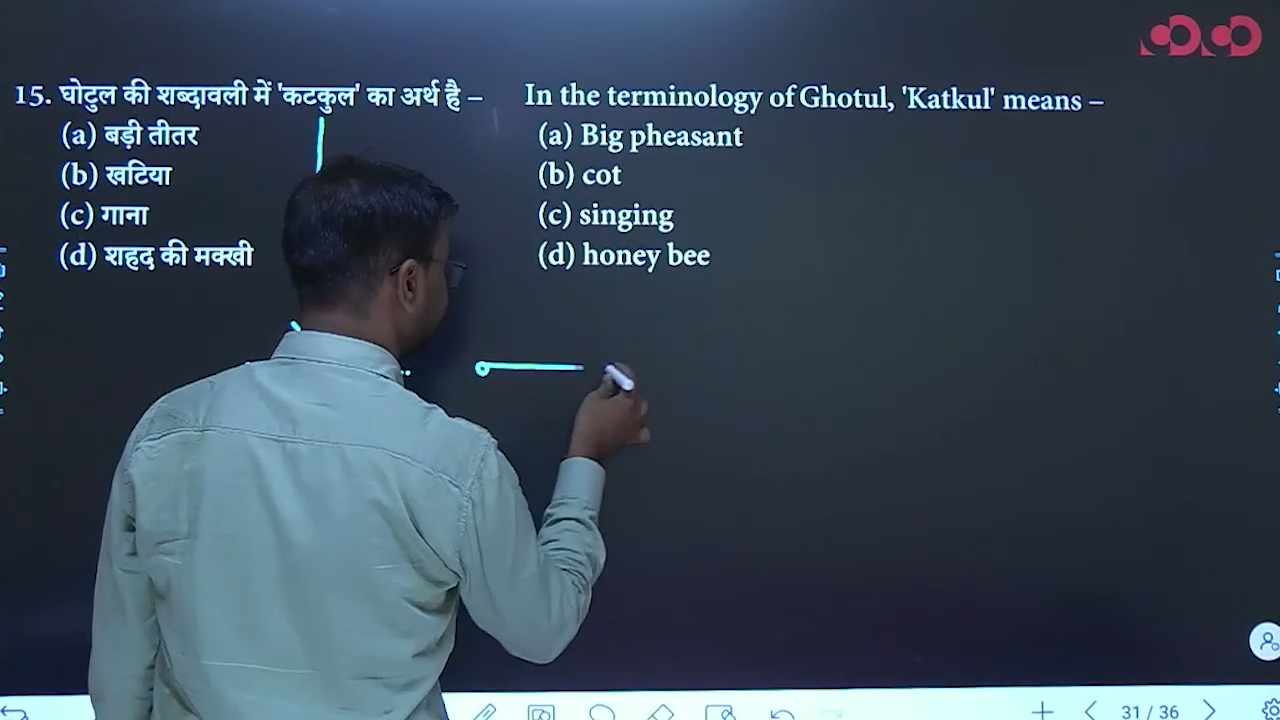 15. घोटुल की शब्दावली में 'कटकुल' का अर्थ है –
(a) बड़ी तीतर
(b) खटिया
(c) गाना
(d) शहद की मक्खी
In the terminology of Ghotul, 'Katkul' means –
(a) Big pheasant
(b) cot
(c) singing
(d) honey bee
31 / 36